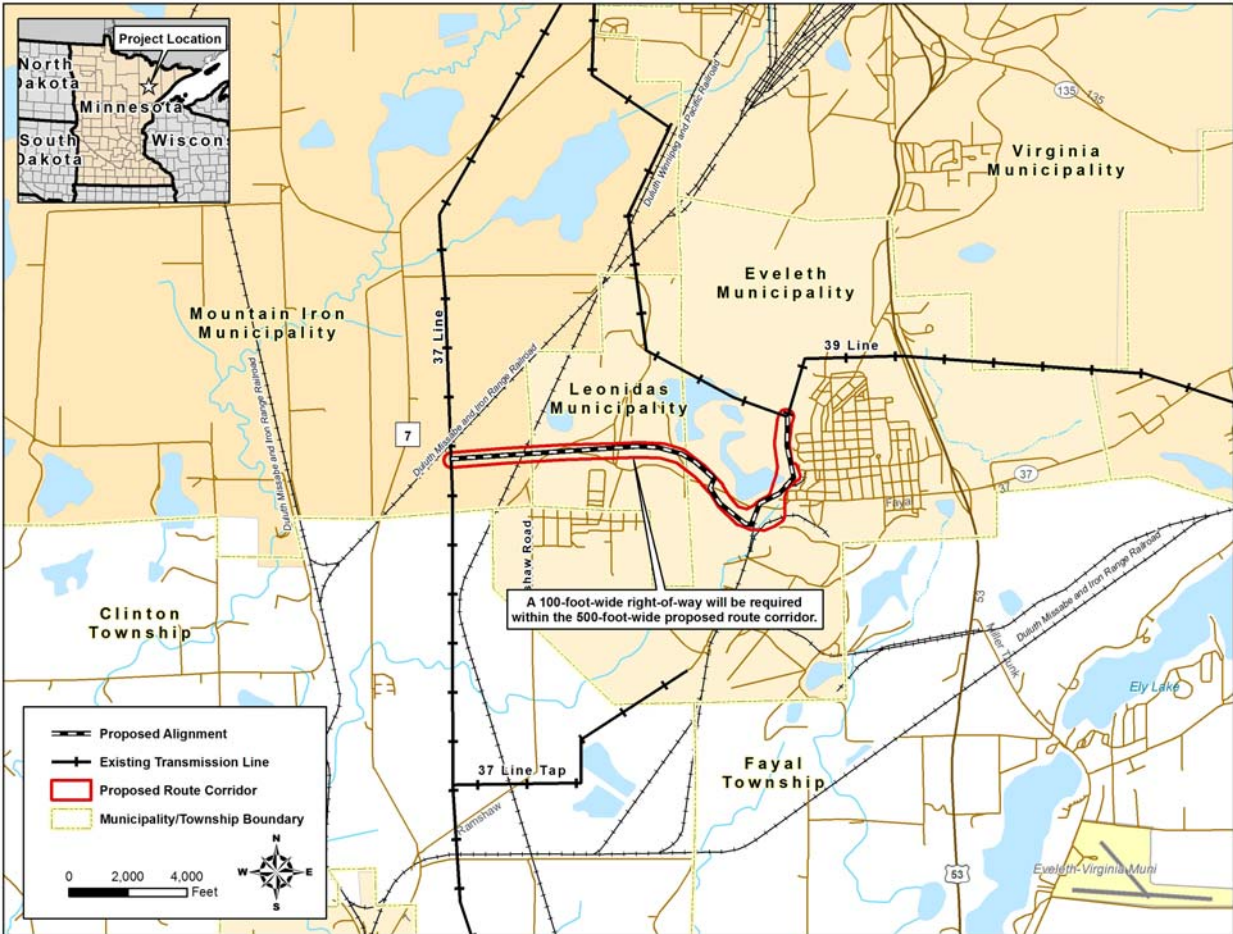 Project Location
North
Dakota
Minnesota
South
Dakota
Wiscons
135
135
Virginia
Municipality
Duluth Winnipeg and Pacific Railroad
Eveleth
Municipality
Mountain Iron
Municipality
37 Line
39 Line
Duluth Missabe and Iron Range Railroad
Duluth Missabe and Iron Range Railroad
Leonidas
Municipality
7
37
37
Fayal
shaw Road
A 100-foot-wide right-of-way will be required
within the 500-foot-wide proposed route corridor.
Clinton
Township
53
Miller Trunk
Duluth Missabe and Iron Range Railroad
Ely Lake
37 Line Tap
Fayal
Township
Ramshaw
53
Eveleth-Virginia Muni
Proposed Alignment
Existing Transmission Line
Proposed Route Corridor
Municipality/Township Boundary
N
W E
S
0 2,000 4,000
Feet